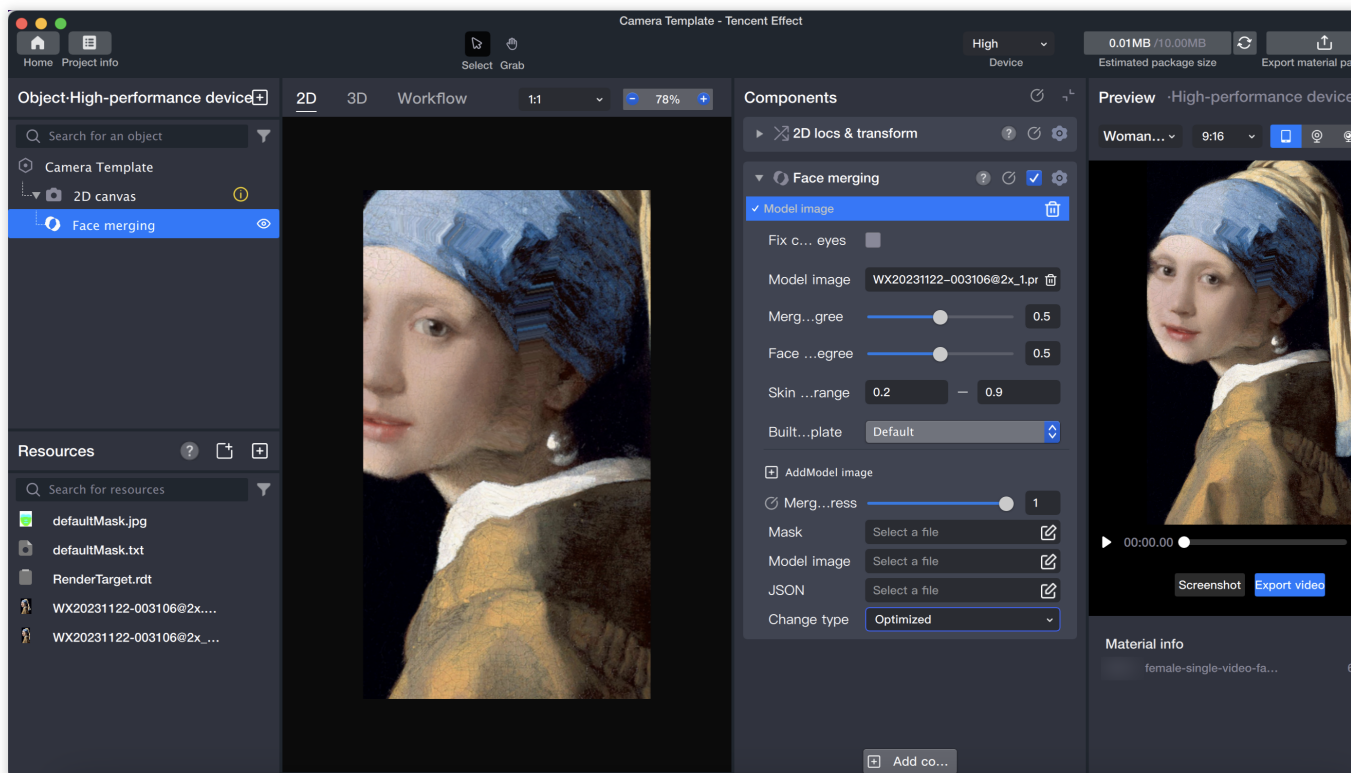 Camera Template - Tencent Effect
Home
Project info
Select
Grab
High
Device
0.01MB /10.00MB
Estimated package size
Export material pa
Object·High-performance device
Search for an object
Camera Template
2D canvas
Face merging
Resources
Search for resources
defaultMask.jpg
defaultMask.txt
RenderTarget.rdt
WX20231122-003106@2x....
WX20231122-003106@2x_...
2D
3D
Workflow
1:1
78%
Components
2D locs & transform
Face merging
Model image
Fix c... eyes
Model image WX20231122-003106@2x_1.pr
Merg...gree 0.5
Face ...egree 0.5
Skin ...range 0.2 – 0.9
Built...plate Default
AddModel image
Merg...ress 1
Mask Select a file
Model image Select a file
JSON Select a file
Change type Optimized
Add co...
Preview ·High-performance device
Woman...
9:16
00:00.00
Screenshot
Export video
Material info
female-single-video-fa...